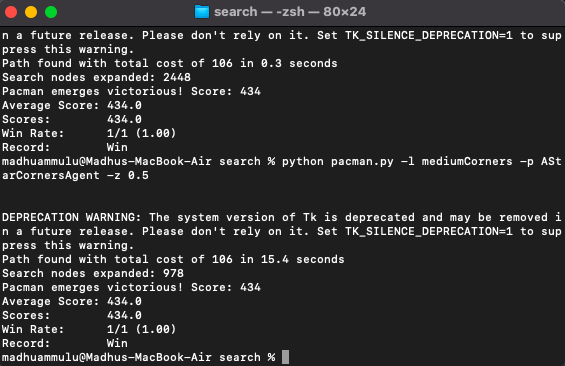 search — -zsh — 80×24
n a future release. Please don't rely on it. Set TK_SILENCE_DEPRECATION=1 to sup
press this warning.
Path found with total cost of 106 in 0.3 seconds
Search nodes expanded: 2448
Pacman emerges victorious! Score: 434
Average Score: 434.0
Scores:        434.0
Win Rate:      1/1 (1.00)
Record:        Win
madhuammulu@Madhus-MacBook-Air search % python pacman.py -l mediumCorners -p ASt
arCornersAgent -z 0.5
DEPRECATION WARNING: The system version of Tk is deprecated and may be removed i
n a future release. Please don't rely on it. Set TK_SILENCE_DEPRECATION=1 to sup
press this warning.
Path found with total cost of 106 in 15.4 seconds
Search nodes expanded: 978
Pacman emerges victorious! Score: 434
Average Score: 434.0
Scores:        434.0
Win Rate:      1/1 (1.00)
Record:        Win
madhuammulu@Madhus-MacBook-Air search %